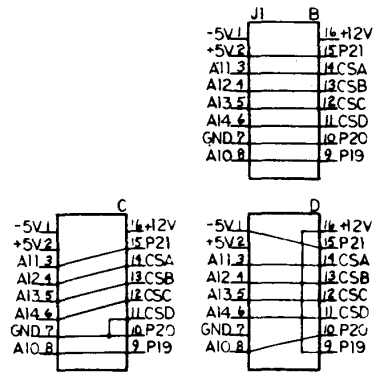 J1 B
-5V 1 16 +12V
+5V 2 15 P21
A11 3 14 CSA
A12 4 13 CSB
A13 5 12 CSC
A14 6 11 CSD
GND 7 10 P20
A10 8 9 P19
C
-5V 1 16 +12V
+5V 2 15 P21
A11 3 14 CSA
A12 4 13 CSB
A13 5 12 CSC
A14 6 11 CSD
GND 7 10 P20
A10 8 9 P19
D
-5V 1 16 +12V
+5V 2 15 P21
A11 3 14 CSA
A12 4 13 CSB
A13 5 12 CSC
A14 6 11 CSD
GND 7 10 P20
A10 8 9 P19